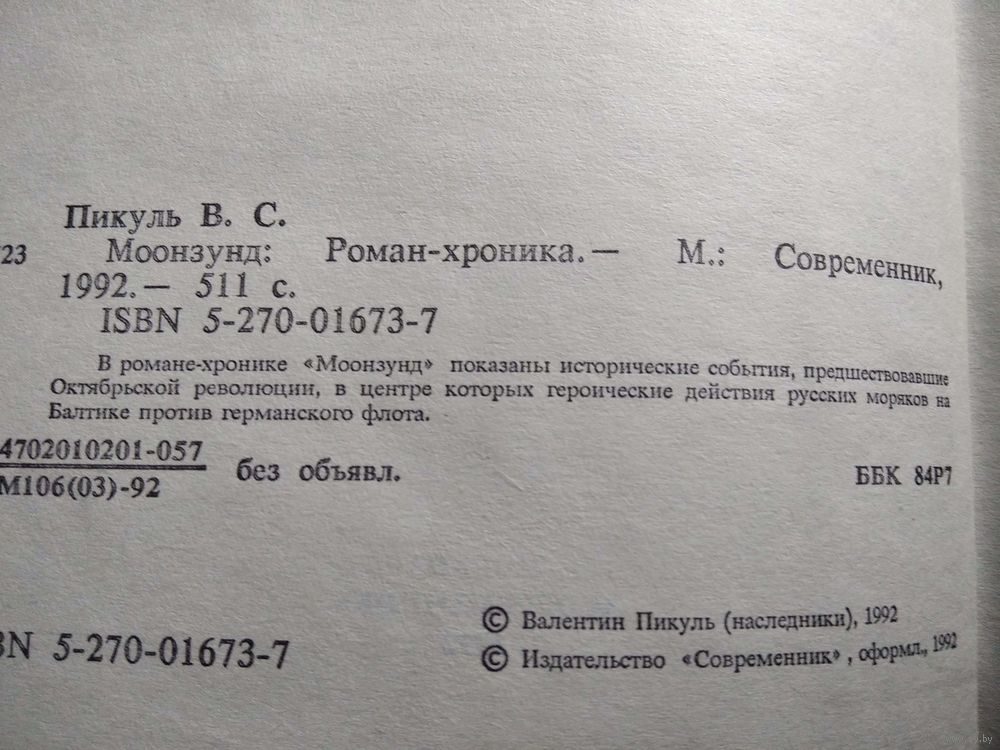 Пикуль В. С.
23 Моонзунд: Роман-хроника.— М.: Современник,
1992.— 511 с.
ISBN 5-270-01673-7
В романе-хронике «Моонзунд» показаны исторические события, предшествовавшие
Октябрьской революции, в центре которых героические действия русских моряков на
Балтике против германского флота.
4702010201-057
М106(03)-92
без объявл.
ББК 84Р7
BN 5-270-01673-7
© Валентин Пикуль (наследники), 1992
© Издательство «Современник», оформл., 1992